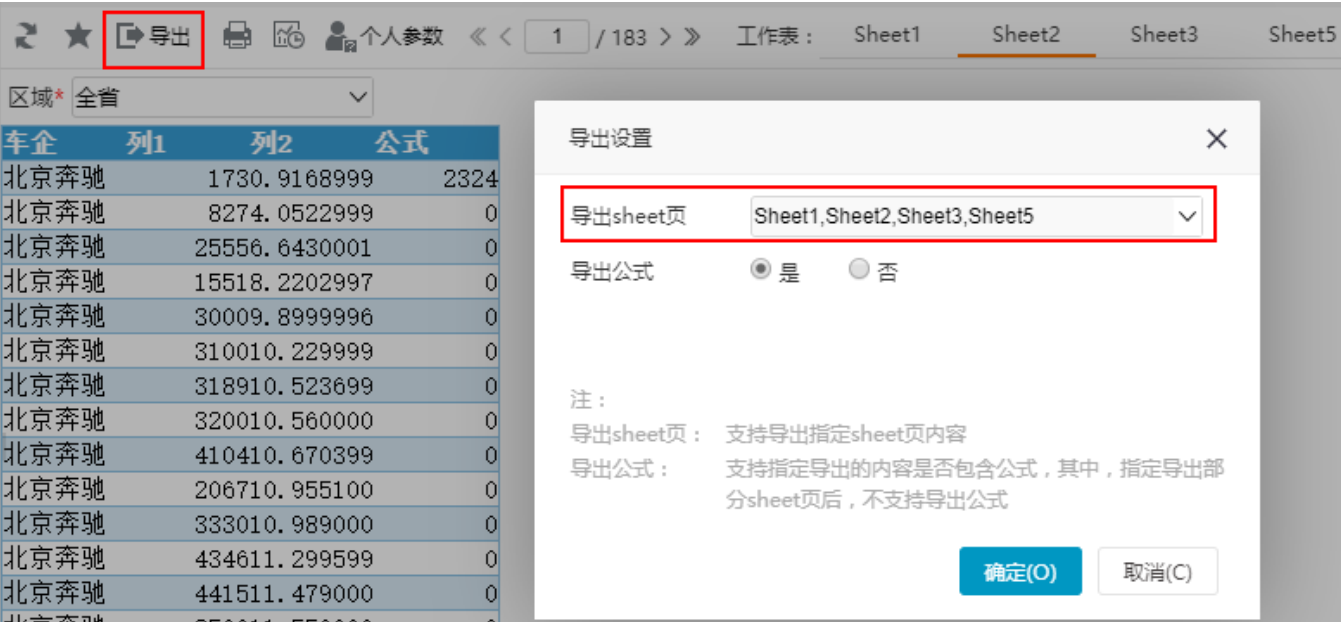 导出 个人参数 1 / 183 工作表： Sheet1 Sheet2 Sheet3 Sheet5
区域* 全省
车企 列1 列2 公式
北京奔驰 1730.9168999 2324
北京奔驰 8274.0522999 0
北京奔驰 25556.6430001 0
北京奔驰 15518.2202997 0
北京奔驰 30009.8999996 0
北京奔驰 310010.229999 0
北京奔驰 318910.523699 0
北京奔驰 320010.560000 0
北京奔驰 410410.670399 0
北京奔驰 206710.955100 0
北京奔驰 333010.989000 0
北京奔驰 434611.299599 0
北京奔驰 441511.479000 0
导出设置
导出sheet页 Sheet1,Sheet2,Sheet3,Sheet5
导出公式 是 否
注：
导出sheet页： 支持导出指定sheet页内容
导出公式： 支持指定导出的内容是否包含公式，其中，指定导出部
分sheet页后，不支持导出公式
确定(O) 取消(C)